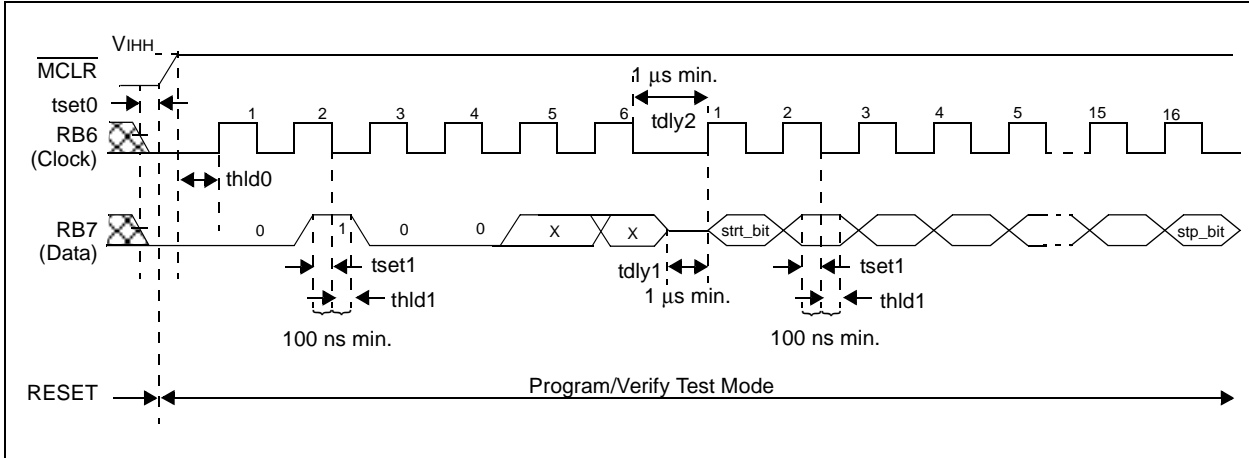 VIHH
MCLR
1 µs min.
tset0
1 2 3 4 5 6 tdly2 1 2 3 4 5 15 16
RB6
(Clock)
thld0
RB7
(Data)
0 1 0 0 X X strt_bit stp_bit
tset1 tdly1 tset1
thld1 1 µs min. thld1
100 ns min. 100 ns min.
RESET Program/Verify Test Mode